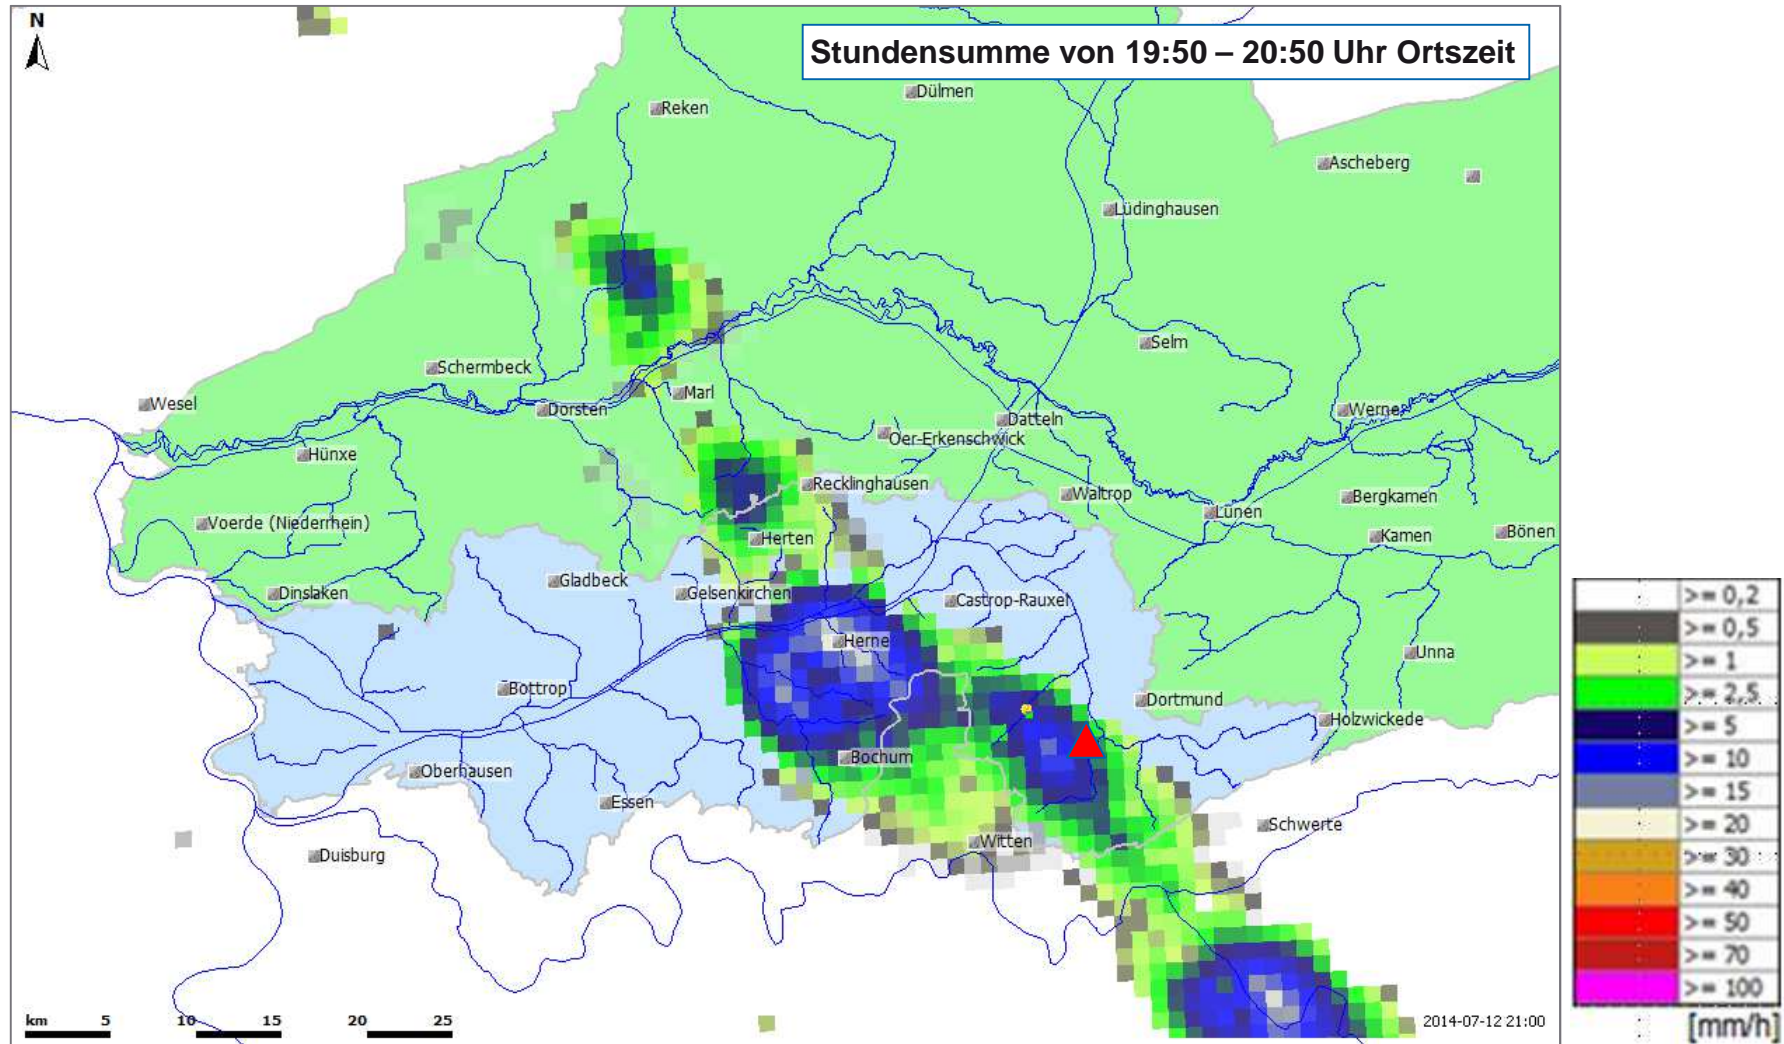 N
Stundensumme von 19:50 – 20:50 Uhr Ortszeit
Dülmen
Reken
Ascheberg
Lüdinghausen
Selm
Schermbeck
Marl
Wesel
Dorsten
Werne
Datteln
Oer-Erkenschwick
Hünxe
Recklinghausen
Waltrop
Bergkamen
Lünen
Voerde (Niederrhein)
Bönen
Kamen
Herten
Gladbeck
Dinslaken
Gelsenkirchen
Castrop-Rauxel
Herne
Unna
Bottrop
Dortmund
Holzwickede
Bochum
Oberhausen
Essen
Schwerte
Witten
Duisburg
km 5 10 15 20 25
2014-07-12 21:00
>= 0,2
>= 0,5
>= 1
>= 2,5
>= 5
>= 10
>= 15
>= 20
>= 30
>= 40
>= 50
>= 70
>= 100
[mm/h]